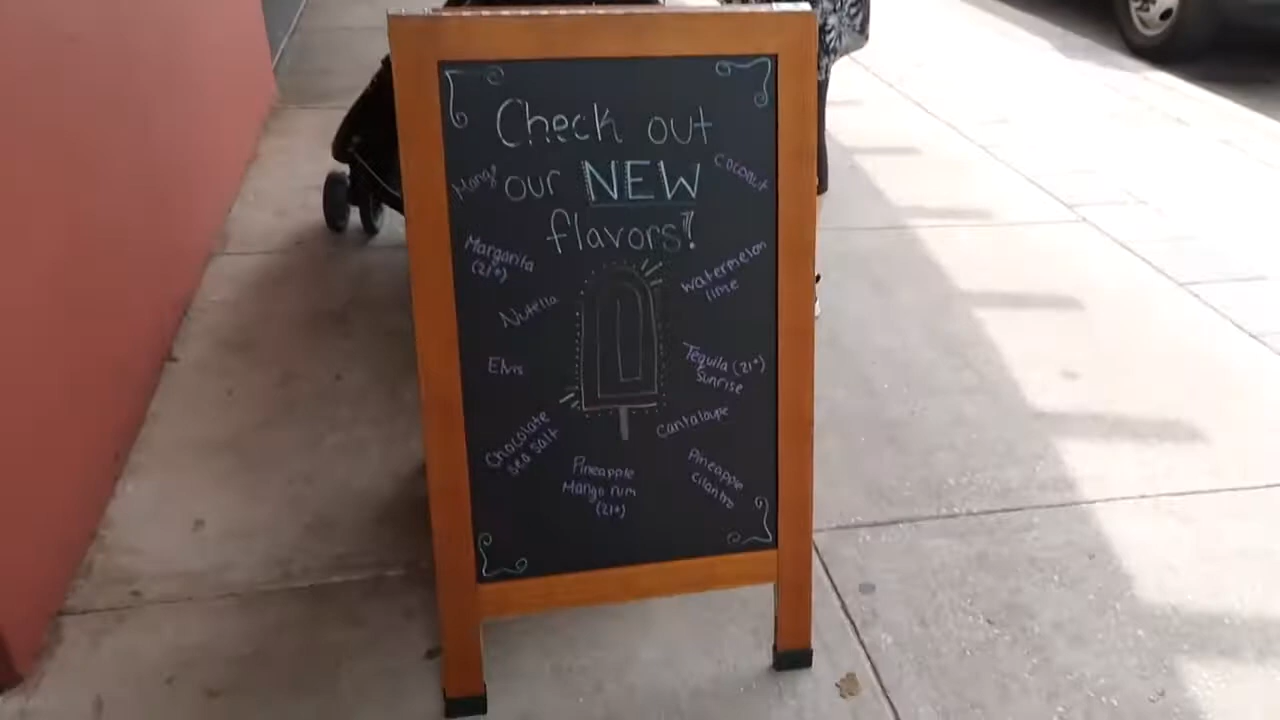 Check out
our NEW
flavors!
Coconut
Margarita
(21+)
watermelon
lime
Nutella
Elvis
Tequila (21+)
Sunrise
Cantaloupe
Chocolate
sea salt
Pineapple
Mango rum
(21+)
Pineapple
cilantro